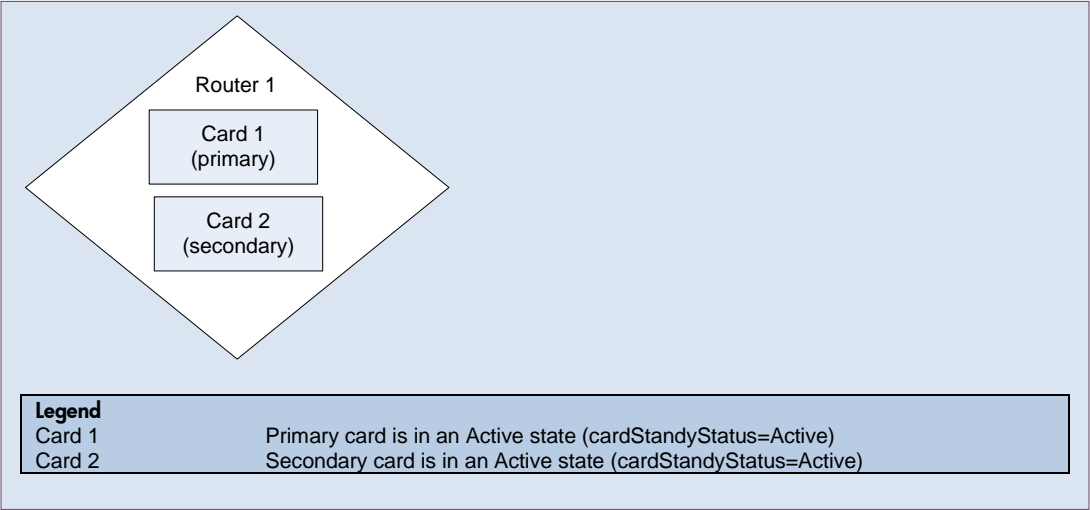 Router 1
Card 1
(primary)
Card 2
(secondary)
Legend
Card 1 Primary card is in an Active state (cardStandyStatus=Active)
Card 2 Secondary card is in an Active state (cardStandyStatus=Active)